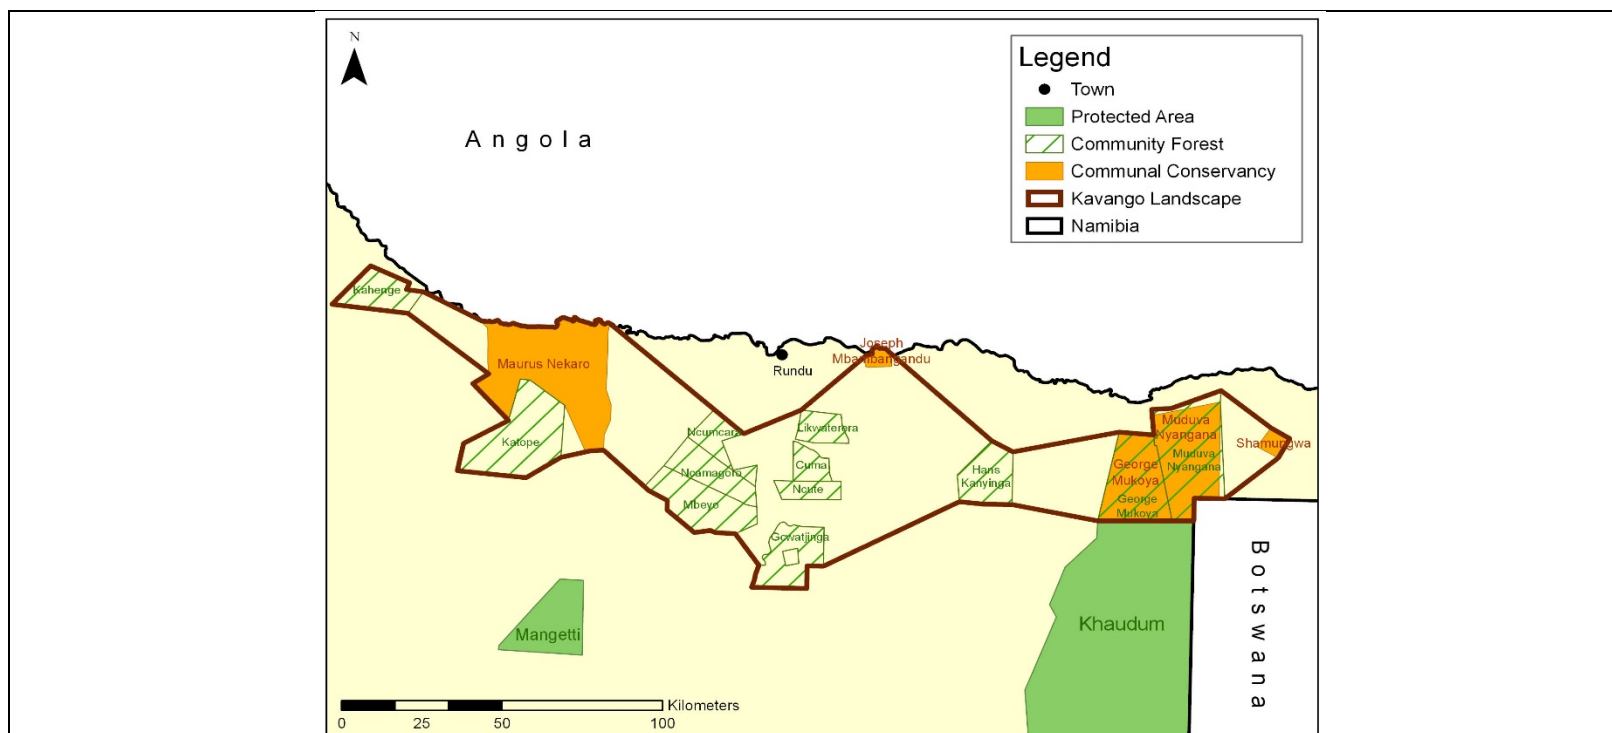 N
Angola
Legend
Town
Protected Area
Community Forest
Communal Conservancy
Kavango Landscape
Namibia
Kahenge
Maurus Nekaro
Katope
Rundu
Joseph
Mbambangandu
Ncumcara
Ncamagoro
Mbeyo
Likwaterera
Cuma
Ncute
Gcwatjinga
Hans
Kanyinga
George
Mukoya
George
Mukoya
Muduva
Nyangana
Muduva
Nyangana
Shamungwa
Mangetti
Khaudum
Botswana
Kilometers
0 25 50 100